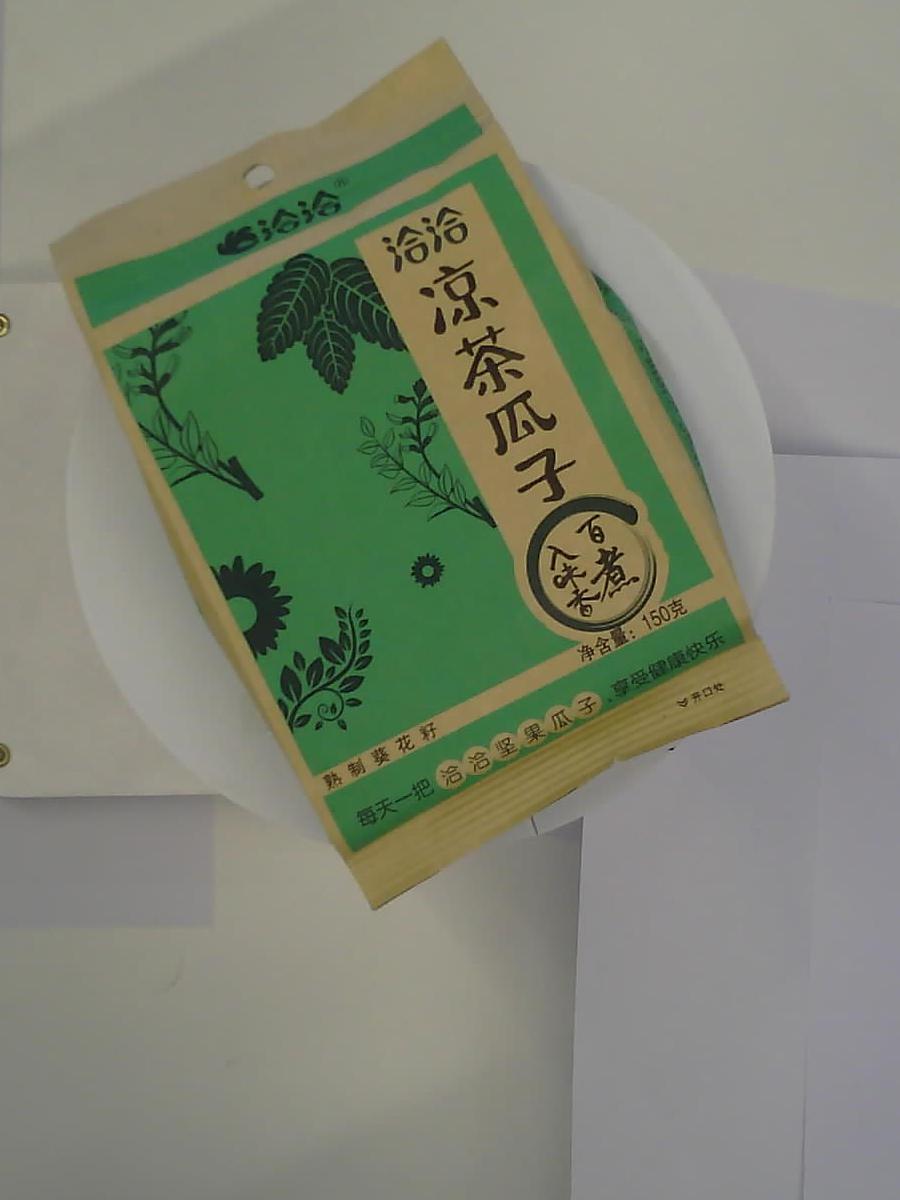 洽洽®
洽洽
凉茶瓜子
百煮
入味香
净含量：150克
熟制葵花籽
每天一把 洽洽坚果瓜子，享受健康快乐
开口处